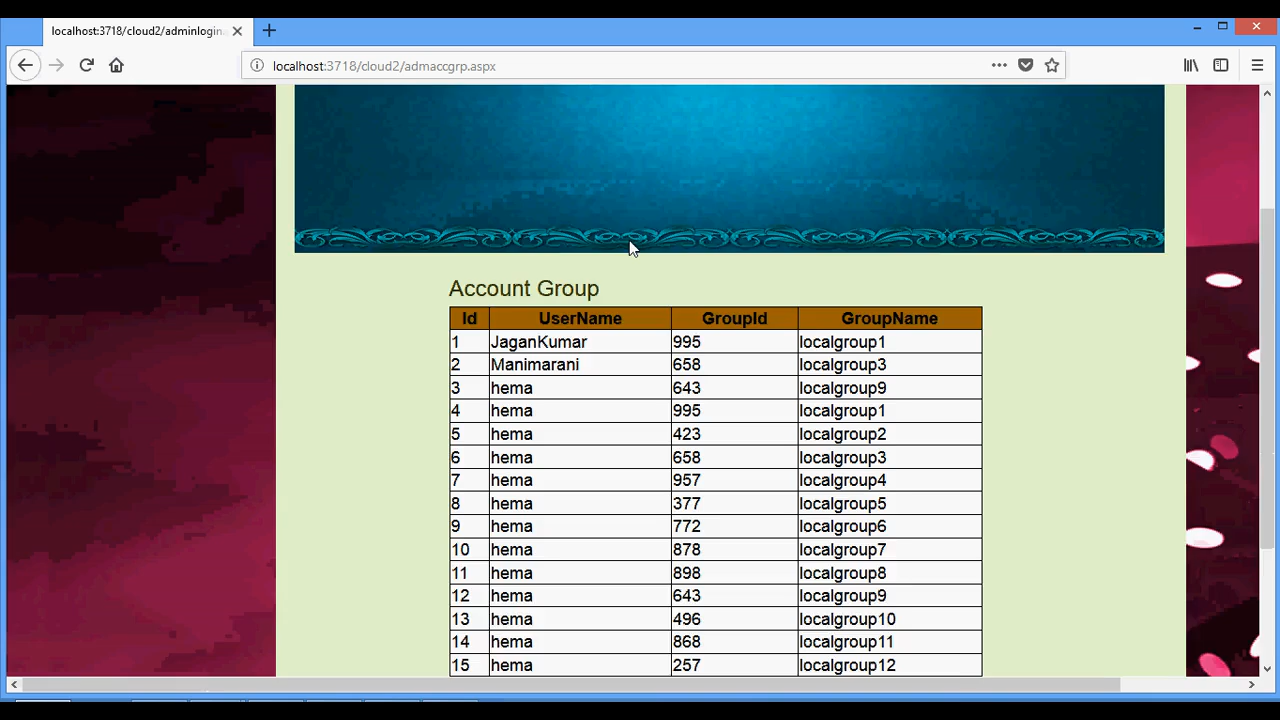 localhost:3718/cloud2/adminlogin
localhost:3718/cloud2/admaccgrp.aspx
Account Group
Id UserName GroupId GroupName
1 JaganKumar 995 localgroup1
2 Manimarani 658 localgroup3
3 hema 643 localgroup9
4 hema 995 localgroup1
5 hema 423 localgroup2
6 hema 658 localgroup3
7 hema 957 localgroup4
8 hema 377 localgroup5
9 hema 772 localgroup6
10 hema 878 localgroup7
11 hema 898 localgroup8
12 hema 643 localgroup9
13 hema 496 localgroup10
14 hema 868 localgroup11
15 hema 257 localgroup12